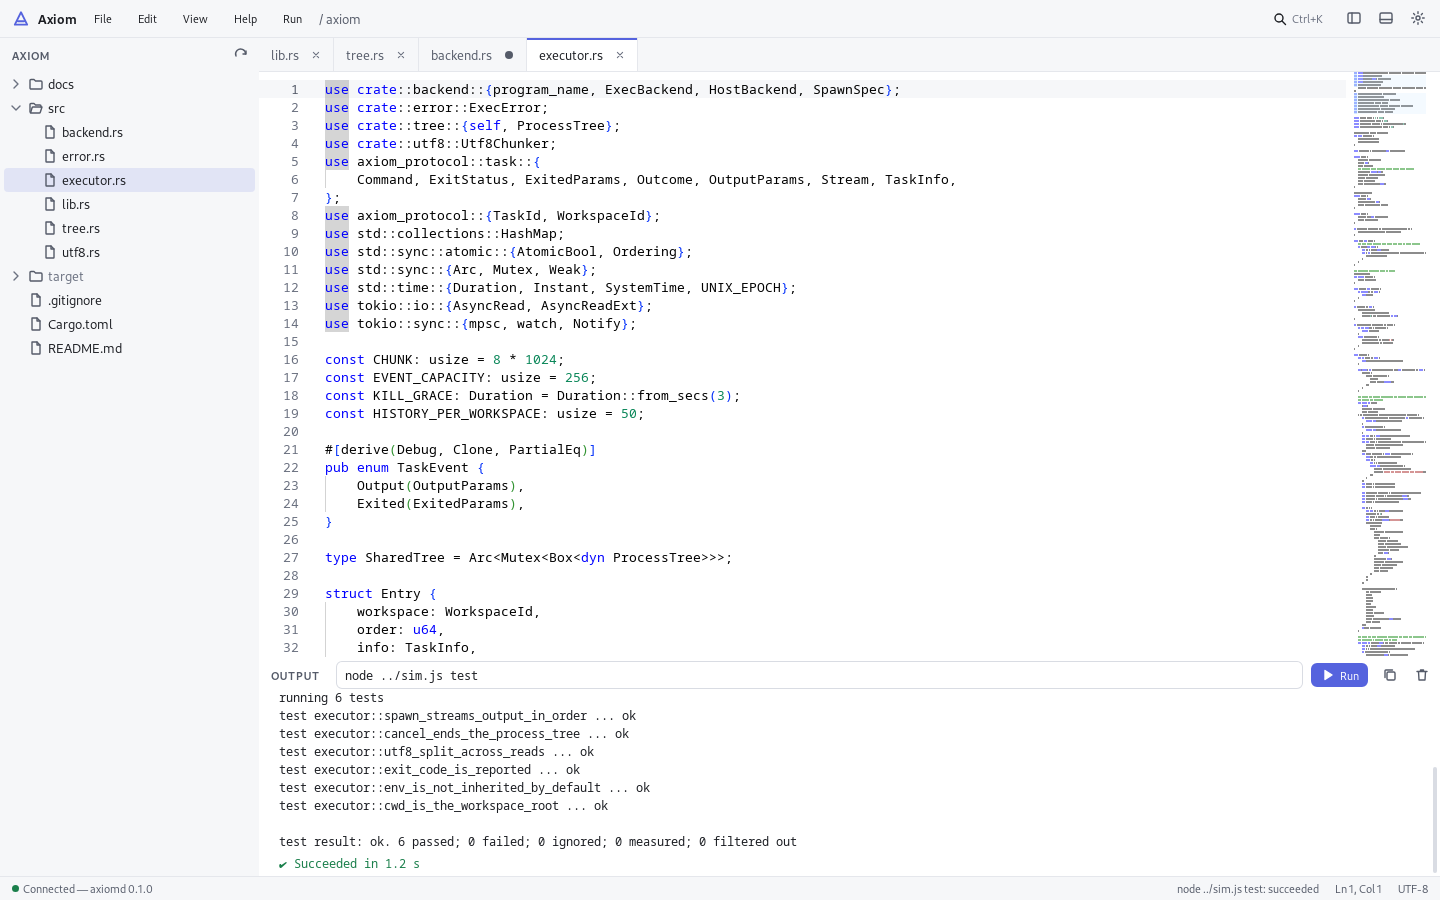 Axiom File Edit View Help Run / axiom Ctrl+K
AXIOM
docs
src
backend.rs
error.rs
executor.rs
lib.rs
tree.rs
utf8.rs
target
.gitignore
Cargo.toml
README.md
lib.rs tree.rs backend.rs executor.rs
1 use crate::backend::{program_name, ExecBackend, HostBackend, SpawnSpec};
2 use crate::error::ExecError;
3 use crate::tree::{self, ProcessTree};
4 use crate::utf8::Utf8Chunker;
5 use axiom_protocol::task::{
6 Command, ExitStatus, ExitedParams, Outcome, OutputParams, Stream, TaskInfo,
7 };
8 use axiom_protocol::{TaskId, WorkspaceId};
9 use std::collections::HashMap;
10 use std::sync::atomic::{AtomicBool, Ordering};
11 use std::sync::{Arc, Mutex, Weak};
12 use std::time::{Duration, Instant, SystemTime, UNIX_EPOCH};
13 use tokio::io::{AsyncRead, AsyncReadExt};
14 use tokio::sync::{mpsc, watch, Notify};
15
16 const CHUNK: usize = 8 * 1024;
17 const EVENT_CAPACITY: usize = 256;
18 const KILL_GRACE: Duration = Duration::from_secs(3);
19 const HISTORY_PER_WORKSPACE: usize = 50;
20
21 #[derive(Debug, Clone, PartialEq)]
22 pub enum TaskEvent {
23 Output(OutputParams),
24 Exited(ExitedParams),
25 }
26
27 type SharedTree = Arc<Mutex<Box<dyn ProcessTree>>>;
28
29 struct Entry {
30 workspace: WorkspaceId,
31 order: u64,
32 info: TaskInfo,
OUTPUT node ../sim.js test Run
running 6 tests
test executor::spawn_streams_output_in_order ... ok
test executor::cancel_ends_the_process_tree ... ok
test executor::utf8_split_across_reads ... ok
test executor::exit_code_is_reported ... ok
test executor::env_is_not_inherited_by_default ... ok
test executor::cwd_is_the_workspace_root ... ok
test result: ok. 6 passed; 0 failed; 0 ignored; 0 measured; 0 filtered out
✔ Succeeded in 1.2 s
Connected — axiomd 0.1.0 node ../sim.js test: succeeded Ln 1, Col 1 UTF-8